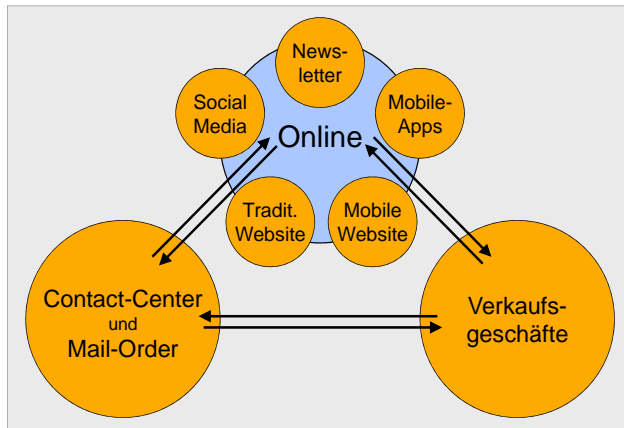 News-
letter
Social
Media
Mobile-
Apps
Online
Tradit.
Website
Mobile
Website
Contact-Center
und
Mail-Order
Verkaufs-
geschäfte